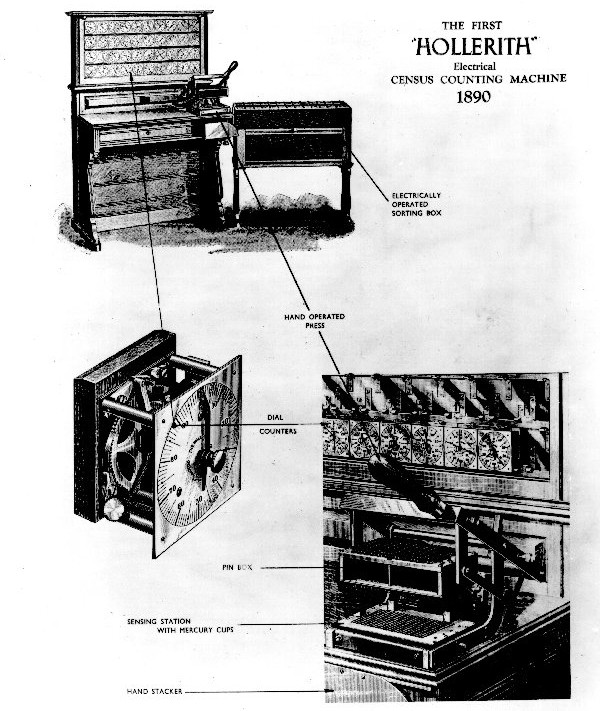 THE FIRST
"HOLLERITH"
Electrical
CENSUS COUNTING MACHINE
1890
ELECTRICALLY
OPERATED
SORTING BOX
HAND OPERATED
PRESS
DIAL
COUNTERS
PIN BOX
SENSING STATION
WITH MERCURY CUPS
HAND STACKER